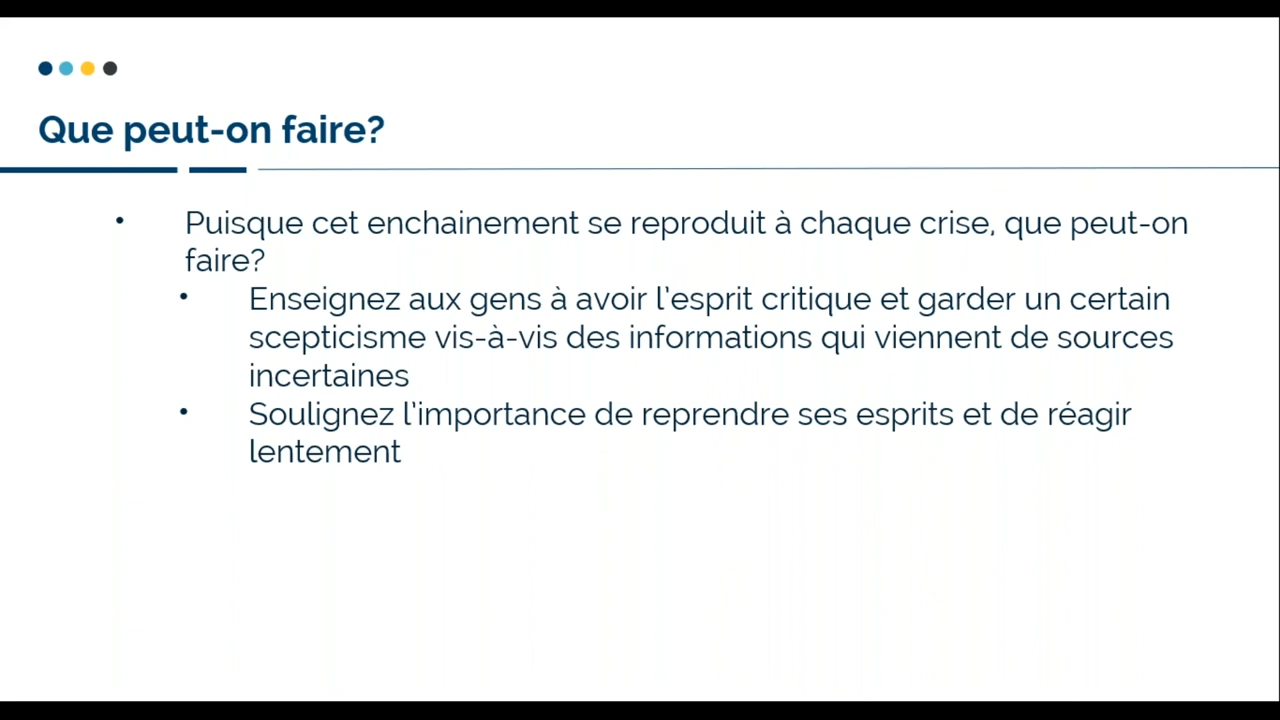 Que peut-on faire?
• Puisque cet enchainement se reproduit à chaque crise, que peut-on
faire?
• Enseignez aux gens à avoir l'esprit critique et garder un certain
scepticisme vis-à-vis des informations qui viennent de sources
incertaines
• Soulignez l'importance de reprendre ses esprits et de réagir
lentement